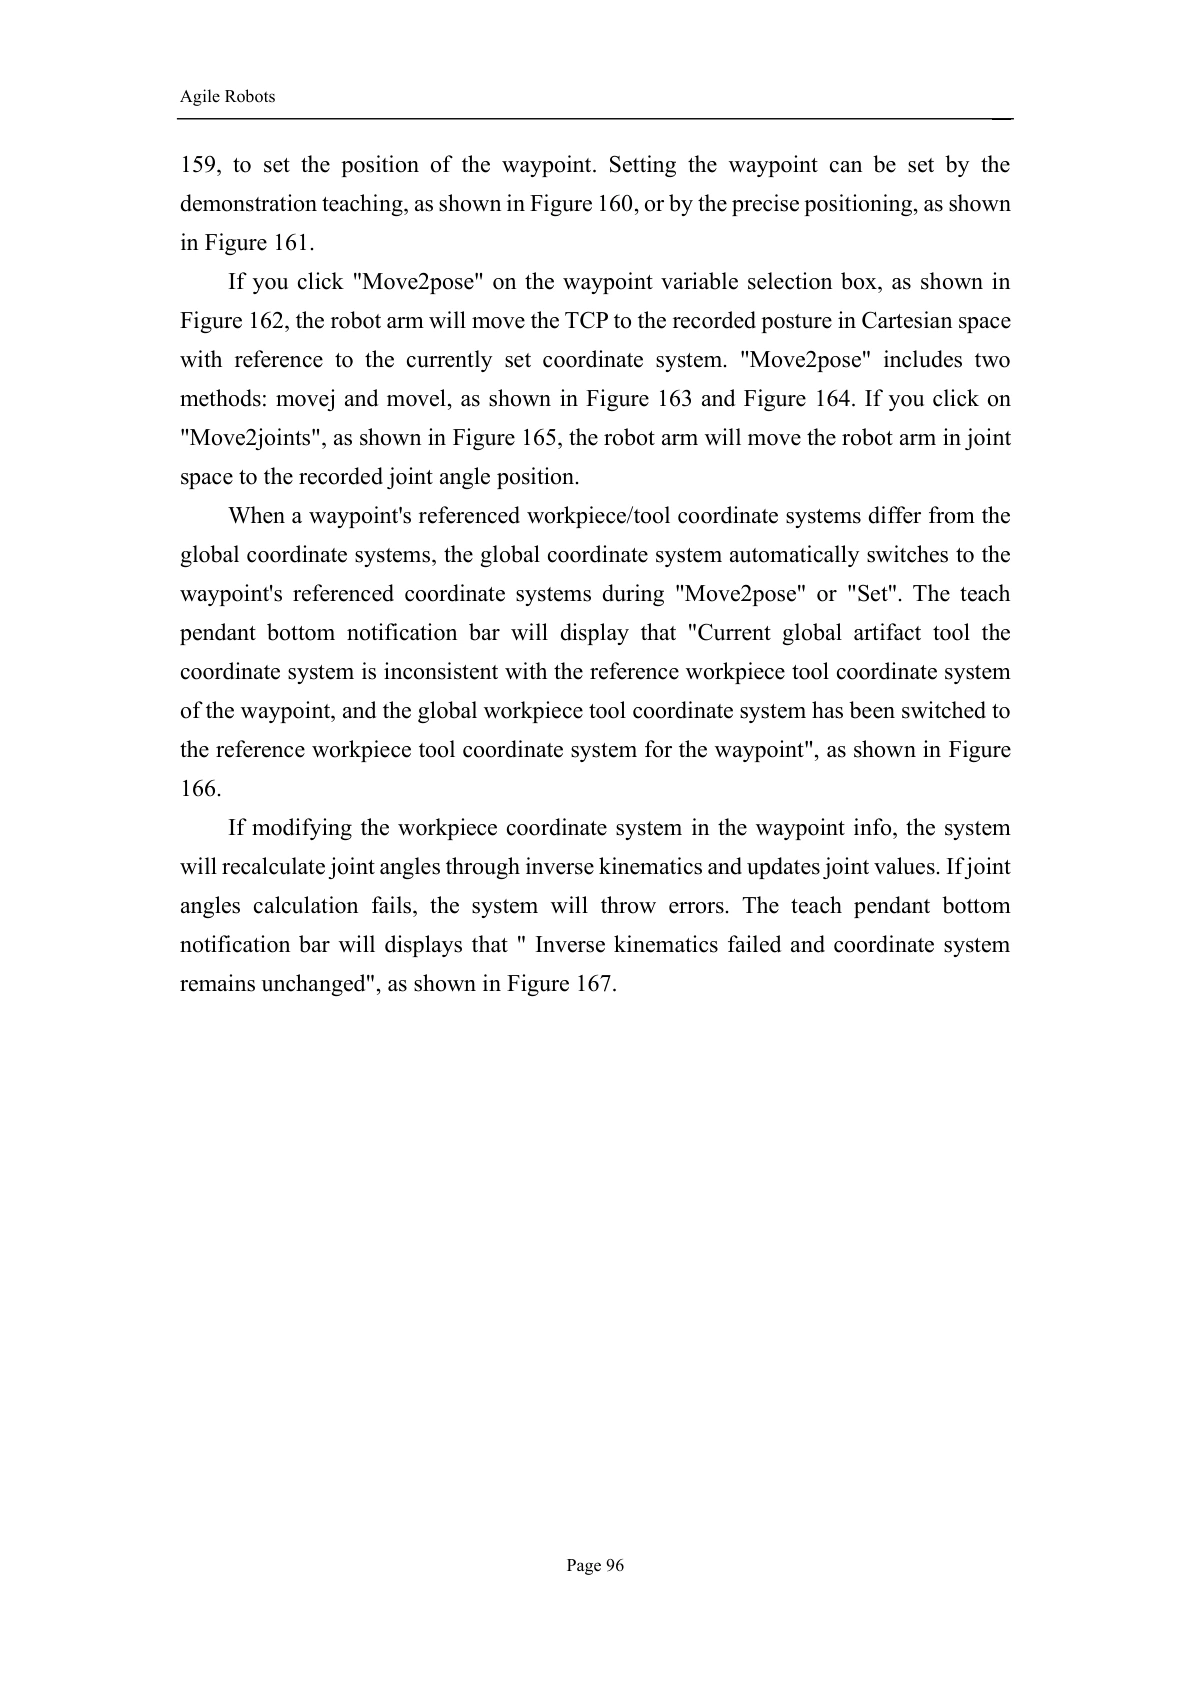 Agile Robots
159, to set the position of the waypoint. Setting the waypoint can be set by the
demonstration teaching, as shown in Figure 160, or by the precise positioning, as shown
in Figure 161.
If you click "Move2pose" on the waypoint variable selection box, as shown in
Figure 162, the robot arm will move the TCP to the recorded posture in Cartesian space
with reference to the currently set coordinate system. "Move2pose" includes two
methods: movej and movel, as shown in Figure 163 and Figure 164. If you click on
"Move2joints", as shown in Figure 165, the robot arm will move the robot arm in joint
space to the recorded joint angle position.
When a waypoint's referenced workpiece/tool coordinate systems differ from the
global coordinate systems, the global coordinate system automatically switches to the
waypoint's referenced coordinate systems during "Move2pose" or "Set". The teach
pendant bottom notification bar will display that "Current global artifact tool the
coordinate system is inconsistent with the reference workpiece tool coordinate system
of the waypoint, and the global workpiece tool coordinate system has been switched to
the reference workpiece tool coordinate system for the waypoint", as shown in Figure
166.
If modifying the workpiece coordinate system in the waypoint info, the system
will recalculate joint angles through inverse kinematics and updates joint values. If joint
angles calculation fails, the system will throw errors. The teach pendant bottom
notification bar will displays that " Inverse kinematics failed and coordinate system
remains unchanged", as shown in Figure 167.
Page 96